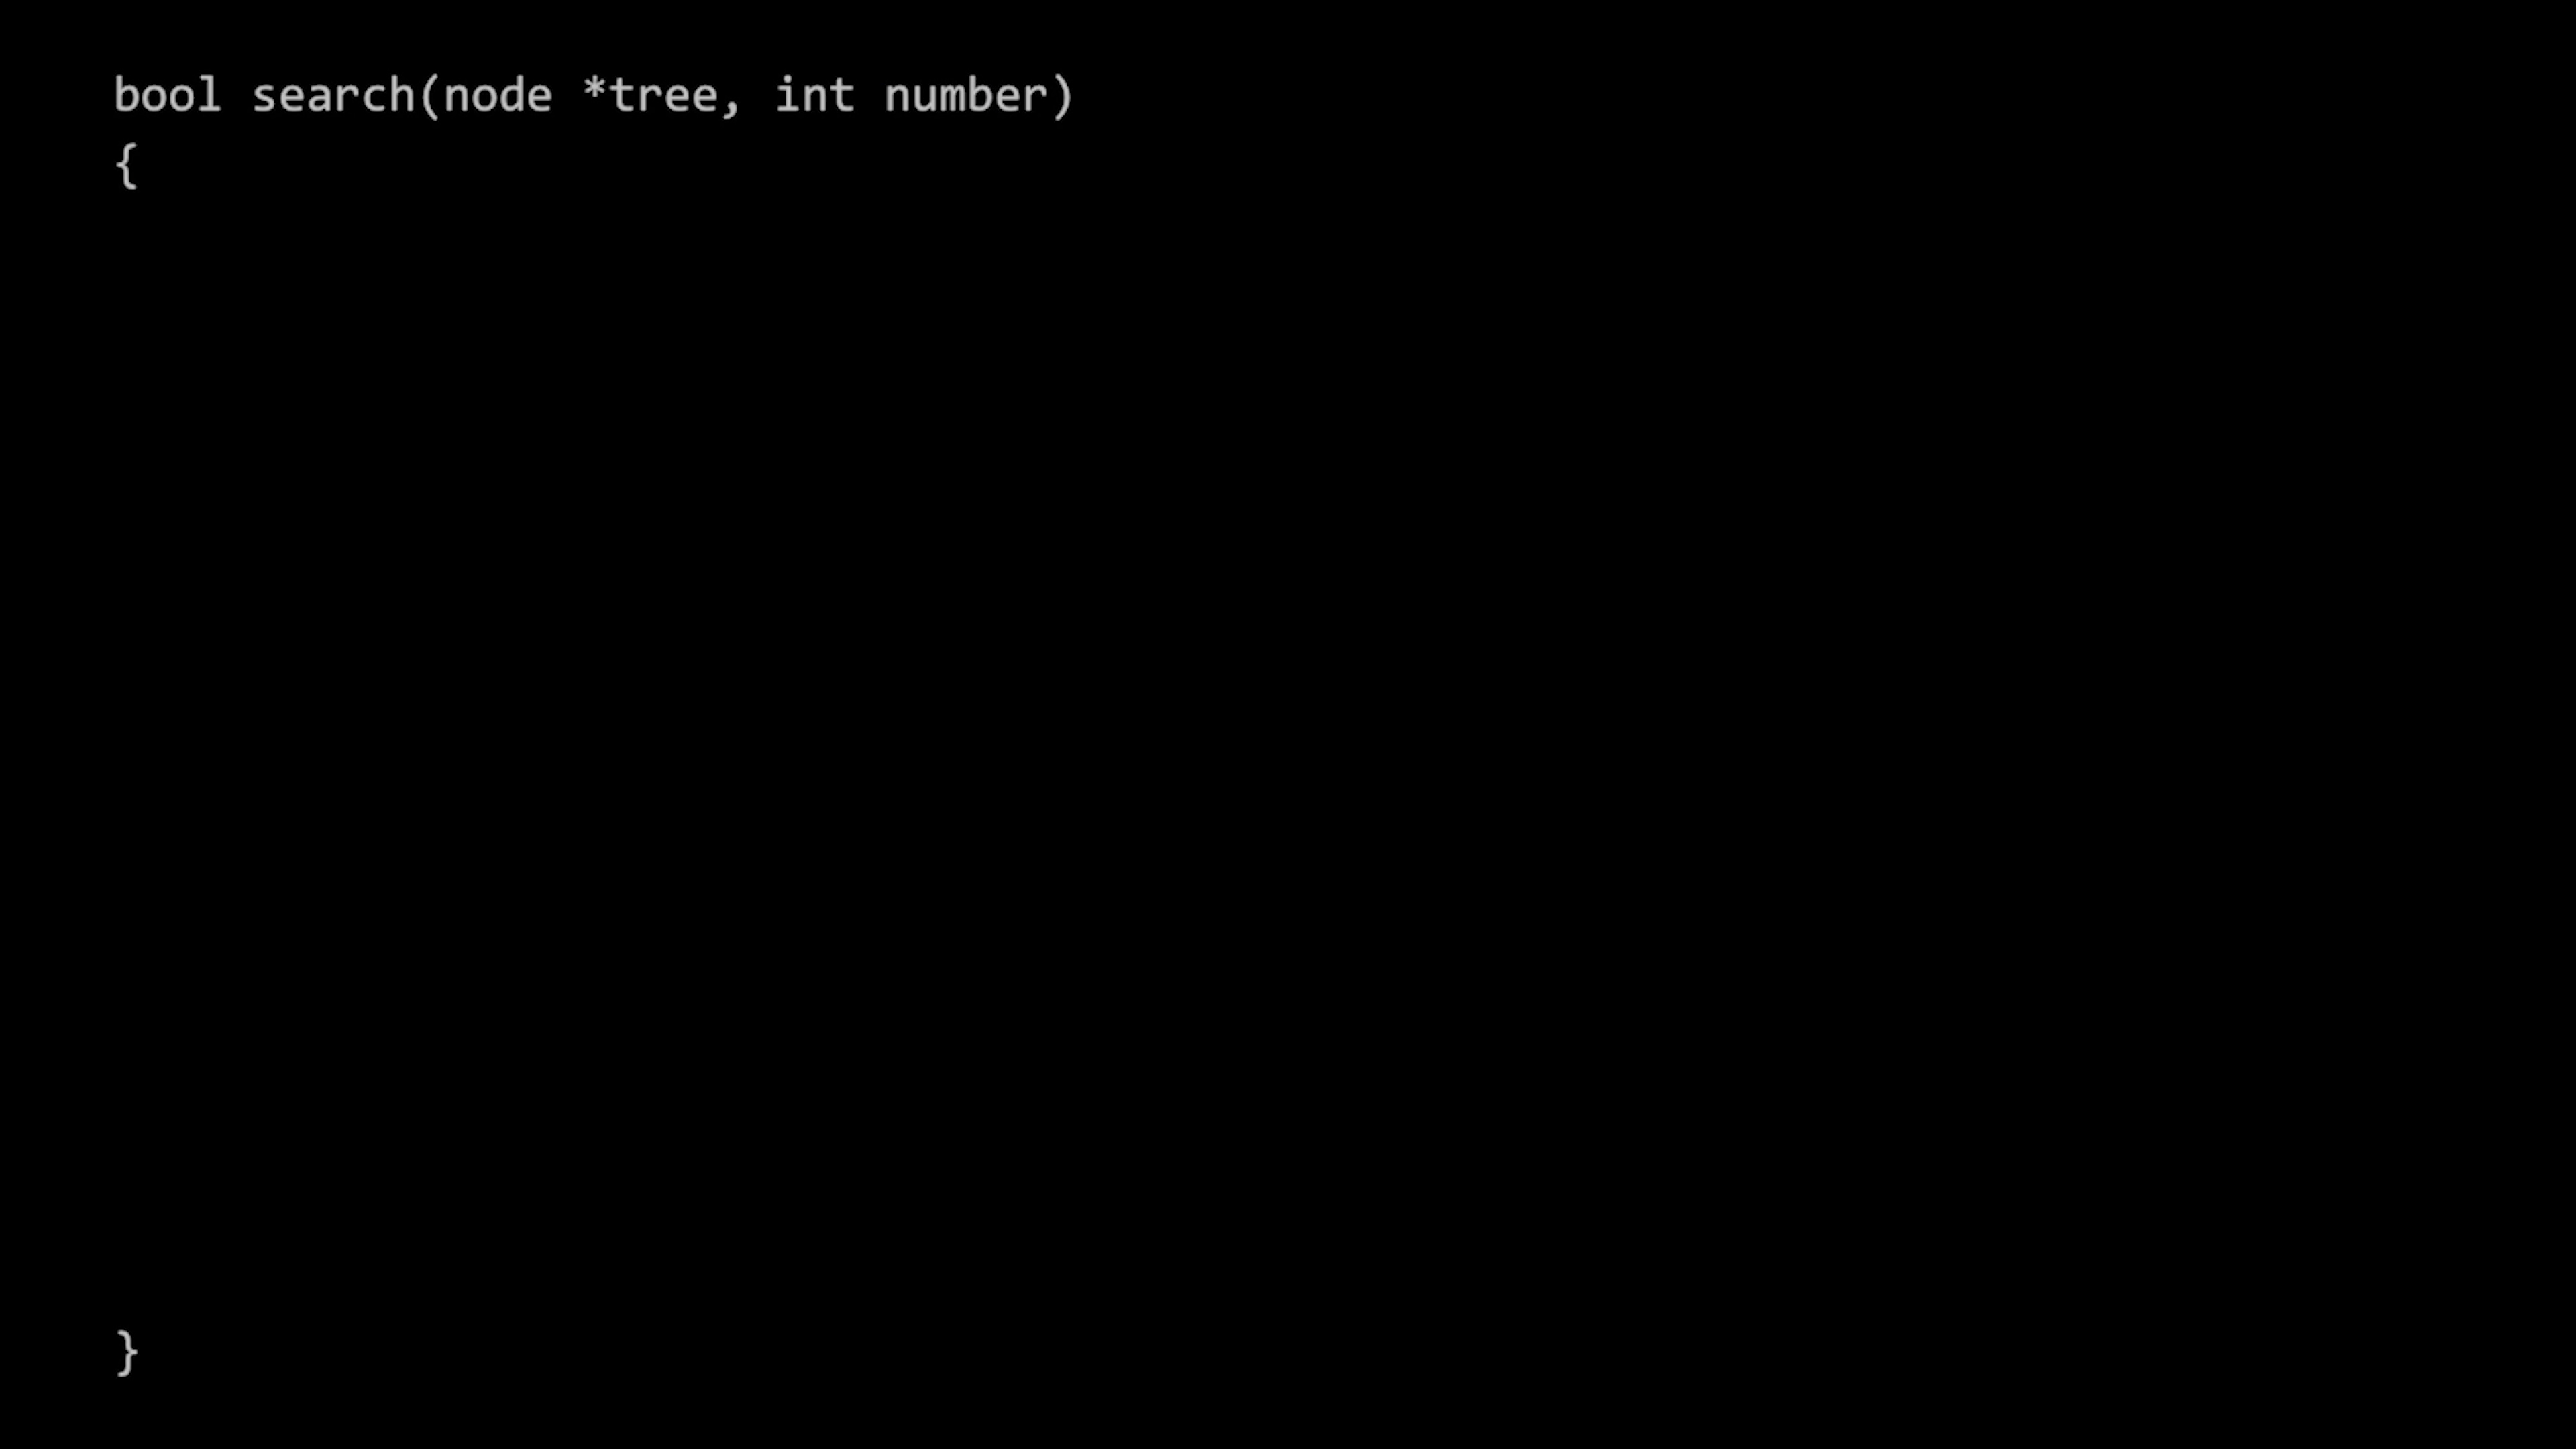 bool search(node *tree, int number)
{
}